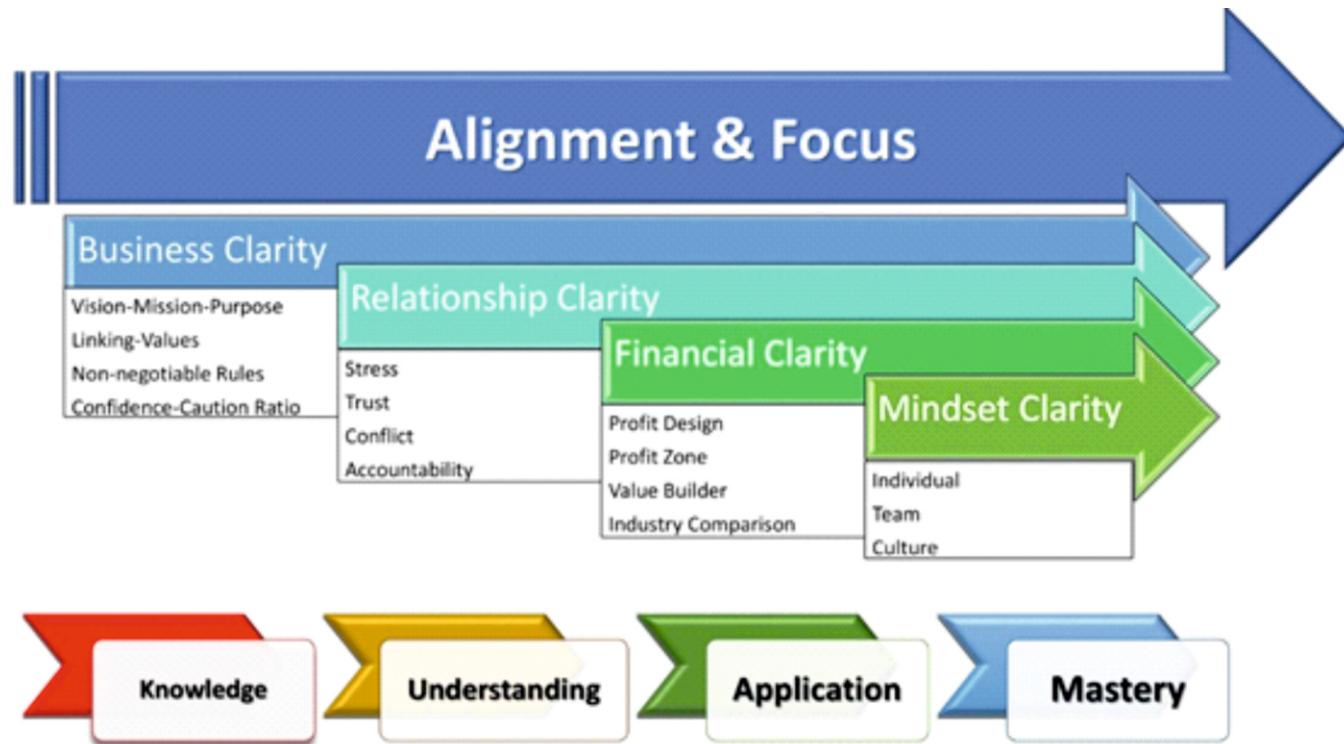 Alignment & Focus
Business Clarity
Vision-Mission-Purpose
Linking-Values
Non-negotiable Rules
Confidence-Caution Ratio
Relationship Clarity
Stress
Trust
Conflict
Accountability
Financial Clarity
Profit Design
Profit Zone
Value Builder
Industry Comparison
Mindset Clarity
Individual
Team
Culture
Knowledge
Understanding
Application
Mastery